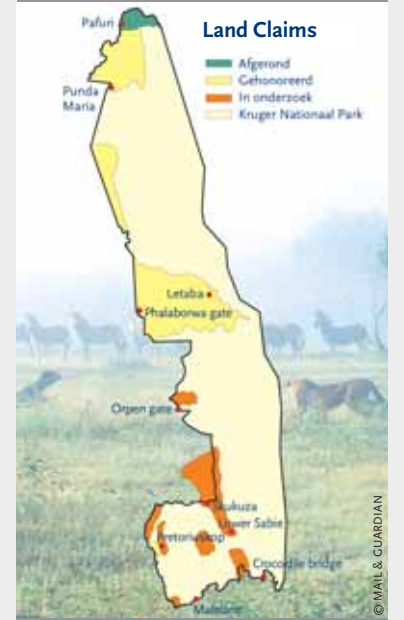 Land Claims
Afgerond
Gehonoreerd
In onderzoek
Kruger Nationaal Park
Pafuri
Punda
Maria
Letaba
Phalaborwa gate
Orpen gate
Skukuza
Lower Sabie
Pretoriuskop
Crocodile bridge
Malelane
© MAIL & GUARDIAN